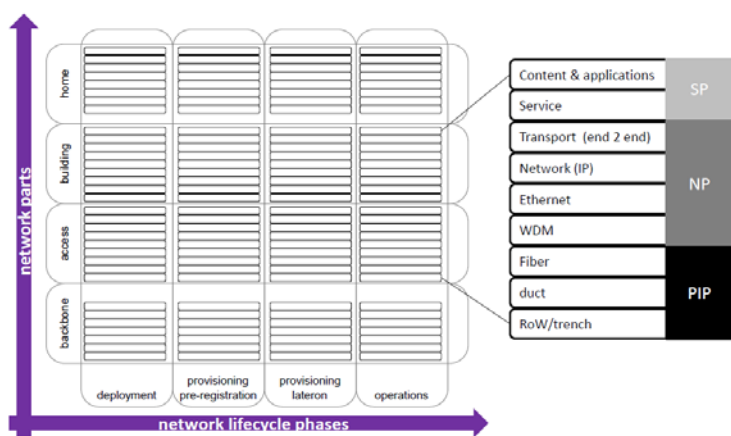 network parts
home
building
access
backbone
deployment
provisioning
pre-registration
provisioning
lateron
operations
network lifecycle phases
Content & applications
Service
Transport (end 2 end)
Network (IP)
Ethernet
WDM
Fiber
duct
RoW/trench
SP
NP
PIP